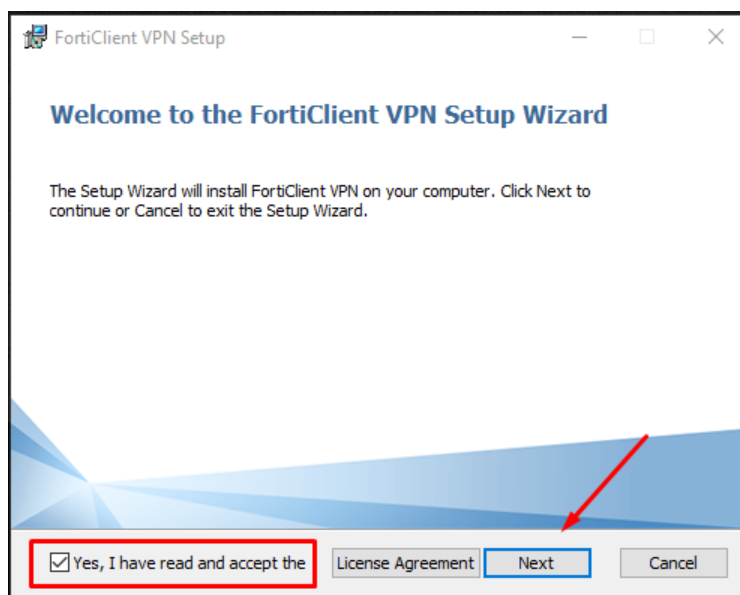 FortiClient VPN Setup
Welcome to the FortiClient VPN Setup Wizard
The Setup Wizard will install FortiClient VPN on your computer. Click Next to
continue or Cancel to exit the Setup Wizard.
Yes, I have read and accept the License Agreement Next Cancel